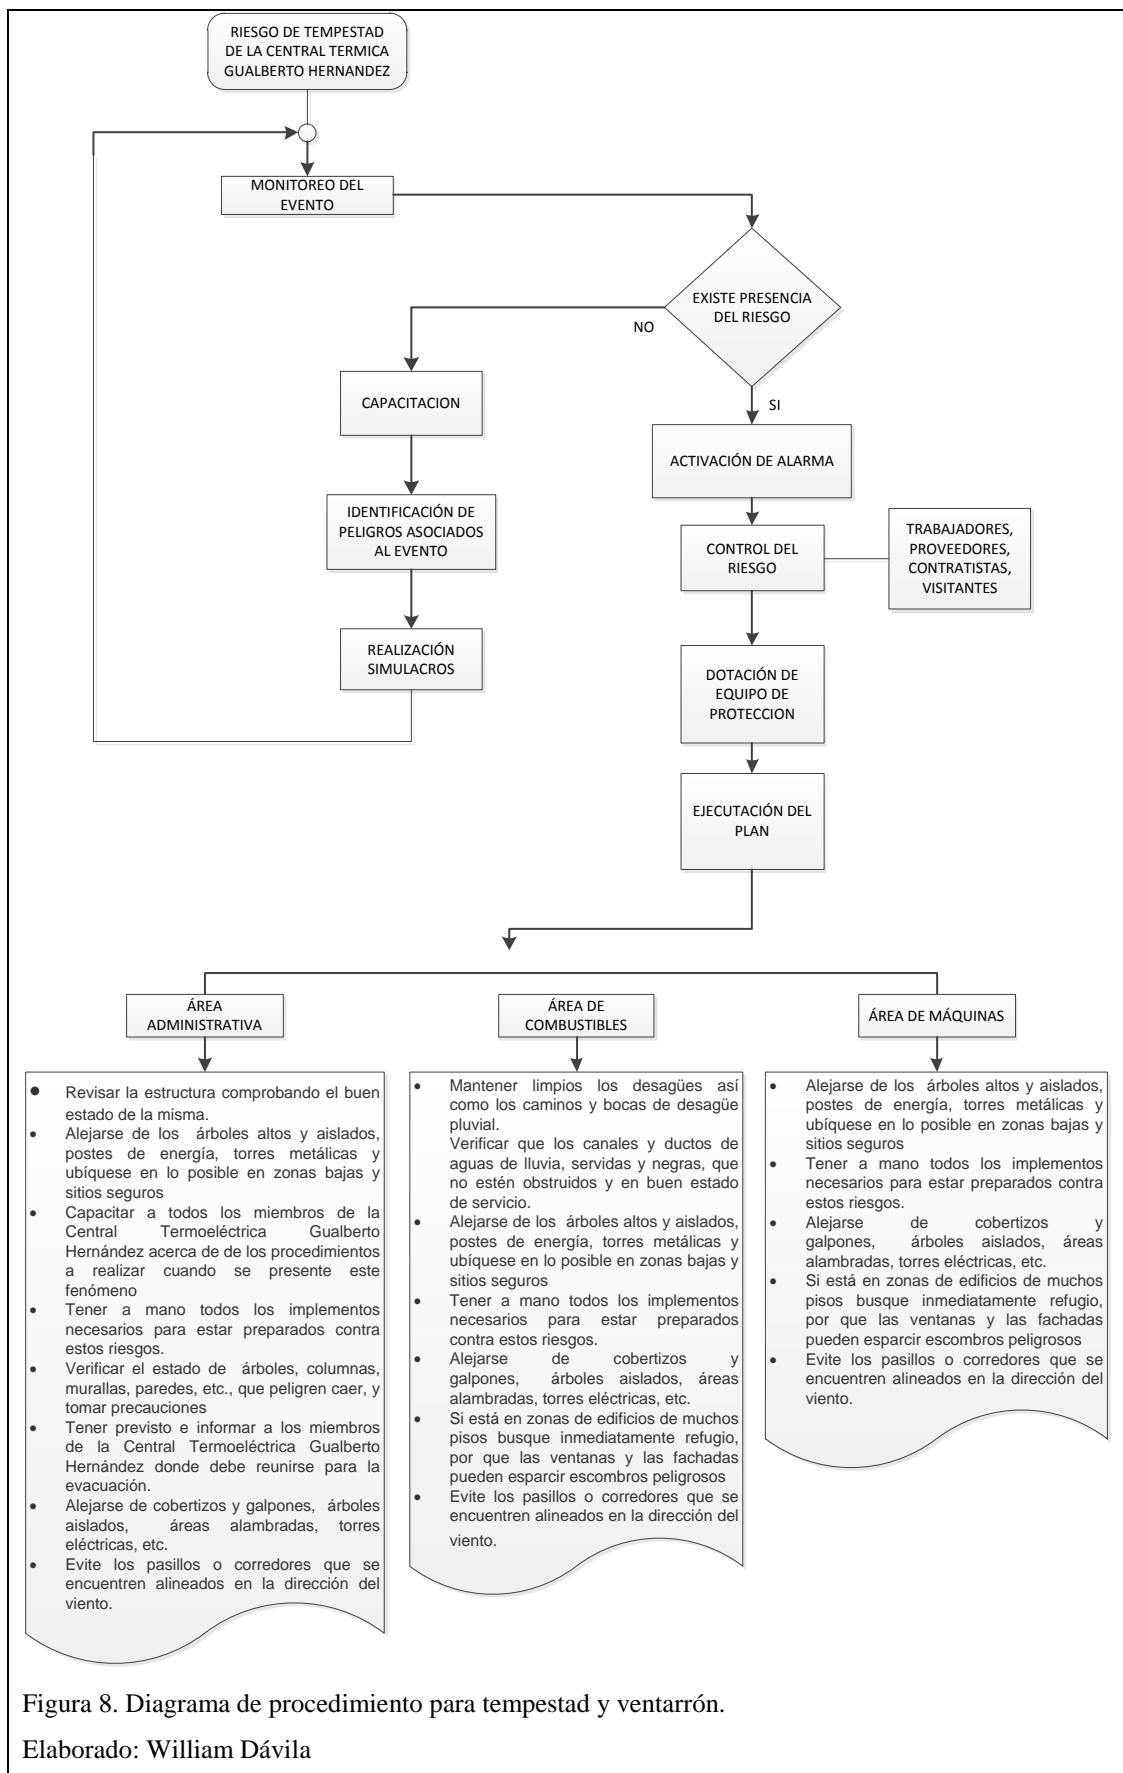 RIESGO DE TEMPESTAD
DE LA CENTRAL TERMICA
GUALBERTO HERNANDEZ
MONITOREO DEL
EVENTO
EXISTE PRESENCIA
DEL RIESGO
NO
SI
CAPACITACION
IDENTIFICACIÓN DE
PELIGROS ASOCIADOS
AL EVENTO
REALIZACIÓN
SIMULACROS
ACTIVACIÓN DE ALARMA
CONTROL DEL
RIESGO
TRABAJADORES,
PROVEEDORES,
CONTRATISTAS,
VISITANTES
DOTACIÓN DE
EQUIPO DE
PROTECCION
EJECUTACIÓN DEL
PLAN
ÁREA
ADMINISTRATIVA
• Revisar la estructura comprobando el buen
estado de la misma.
• Alejarse de los árboles altos y aislados,
postes de energía, torres metálicas y
ubíquese en lo posible en zonas bajas y
sitios seguros
• Capacitar a todos los miembros de la
Central Termoeléctrica Gualberto
Hernández acerca de de los procedimientos
a realizar cuando se presente este
fenómeno
• Tener a mano todos los implementos
necesarios para estar preparados contra
estos riesgos.
• Verificar el estado de árboles, columnas,
murallas, paredes, etc., que peligren caer, y
tomar precauciones
• Tener previsto e informar a los miembros
de la Central Termoeléctrica Gualberto
Hernández donde debe reunirse para la
evacuación.
• Alejarse de cobertizos y galpones, árboles
aislados, áreas alambradas, torres
eléctricas, etc.
• Evite los pasillos o corredores que se
encuentren alineados en la dirección del
viento.
ÁREA DE
COMBUSTIBLES
• Mantener limpios los desagües así
como los caminos y bocas de desagüe
pluvial.
Verificar que los canales y ductos de
aguas de lluvia, servidas y negras, que
no estén obstruidos y en buen estado
de servicio.
• Alejarse de los árboles altos y aislados,
postes de energía, torres metálicas y
ubíquese en lo posible en zonas bajas y
sitios seguros
• Tener a mano todos los implementos
necesarios para estar preparados
contra estos riesgos.
• Alejarse de cobertizos y
galpones, árboles aislados, áreas
alambradas, torres eléctricas, etc.
• Si está en zonas de edificios de muchos
pisos busque inmediatamente refugio,
por que las ventanas y las fachadas
pueden esparcir escombros peligrosos
• Evite los pasillos o corredores que se
encuentren alineados en la dirección del
viento.
ÁREA DE MÁQUINAS
• Alejarse de los árboles altos y aislados,
postes de energía, torres metálicas y
ubíquese en lo posible en zonas bajas y
sitios seguros
• Tener a mano todos los implementos
necesarios para estar preparados contra
estos riesgos.
• Alejarse de cobertizos y
galpones, árboles aislados, áreas
alambradas, torres eléctricas, etc.
• Si está en zonas de edificios de muchos
pisos busque inmediatamente refugio,
por que las ventanas y las fachadas
pueden esparcir escombros peligrosos
• Evite los pasillos o corredores que se
encuentren alineados en la dirección del
viento.
Figura 8. Diagrama de procedimiento para tempestad y ventarrón.
Elaborado: William Dávila